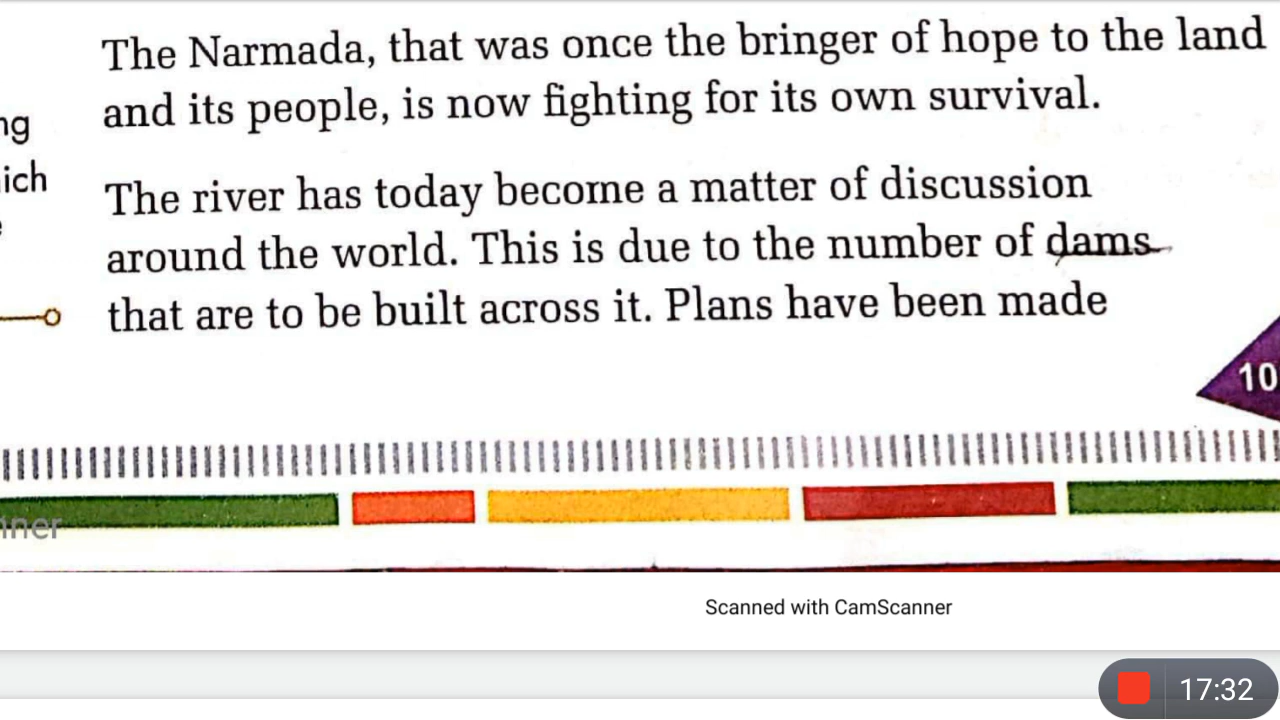 The Narmada, that was once the bringer of hope to the land
and its people, is now fighting for its own survival.
ng
ich
The river has today become a matter of discussion
around the world. This is due to the number of dams
that are to be built across it. Plans have been made
10
nner
Scanned with CamScanner
17:32